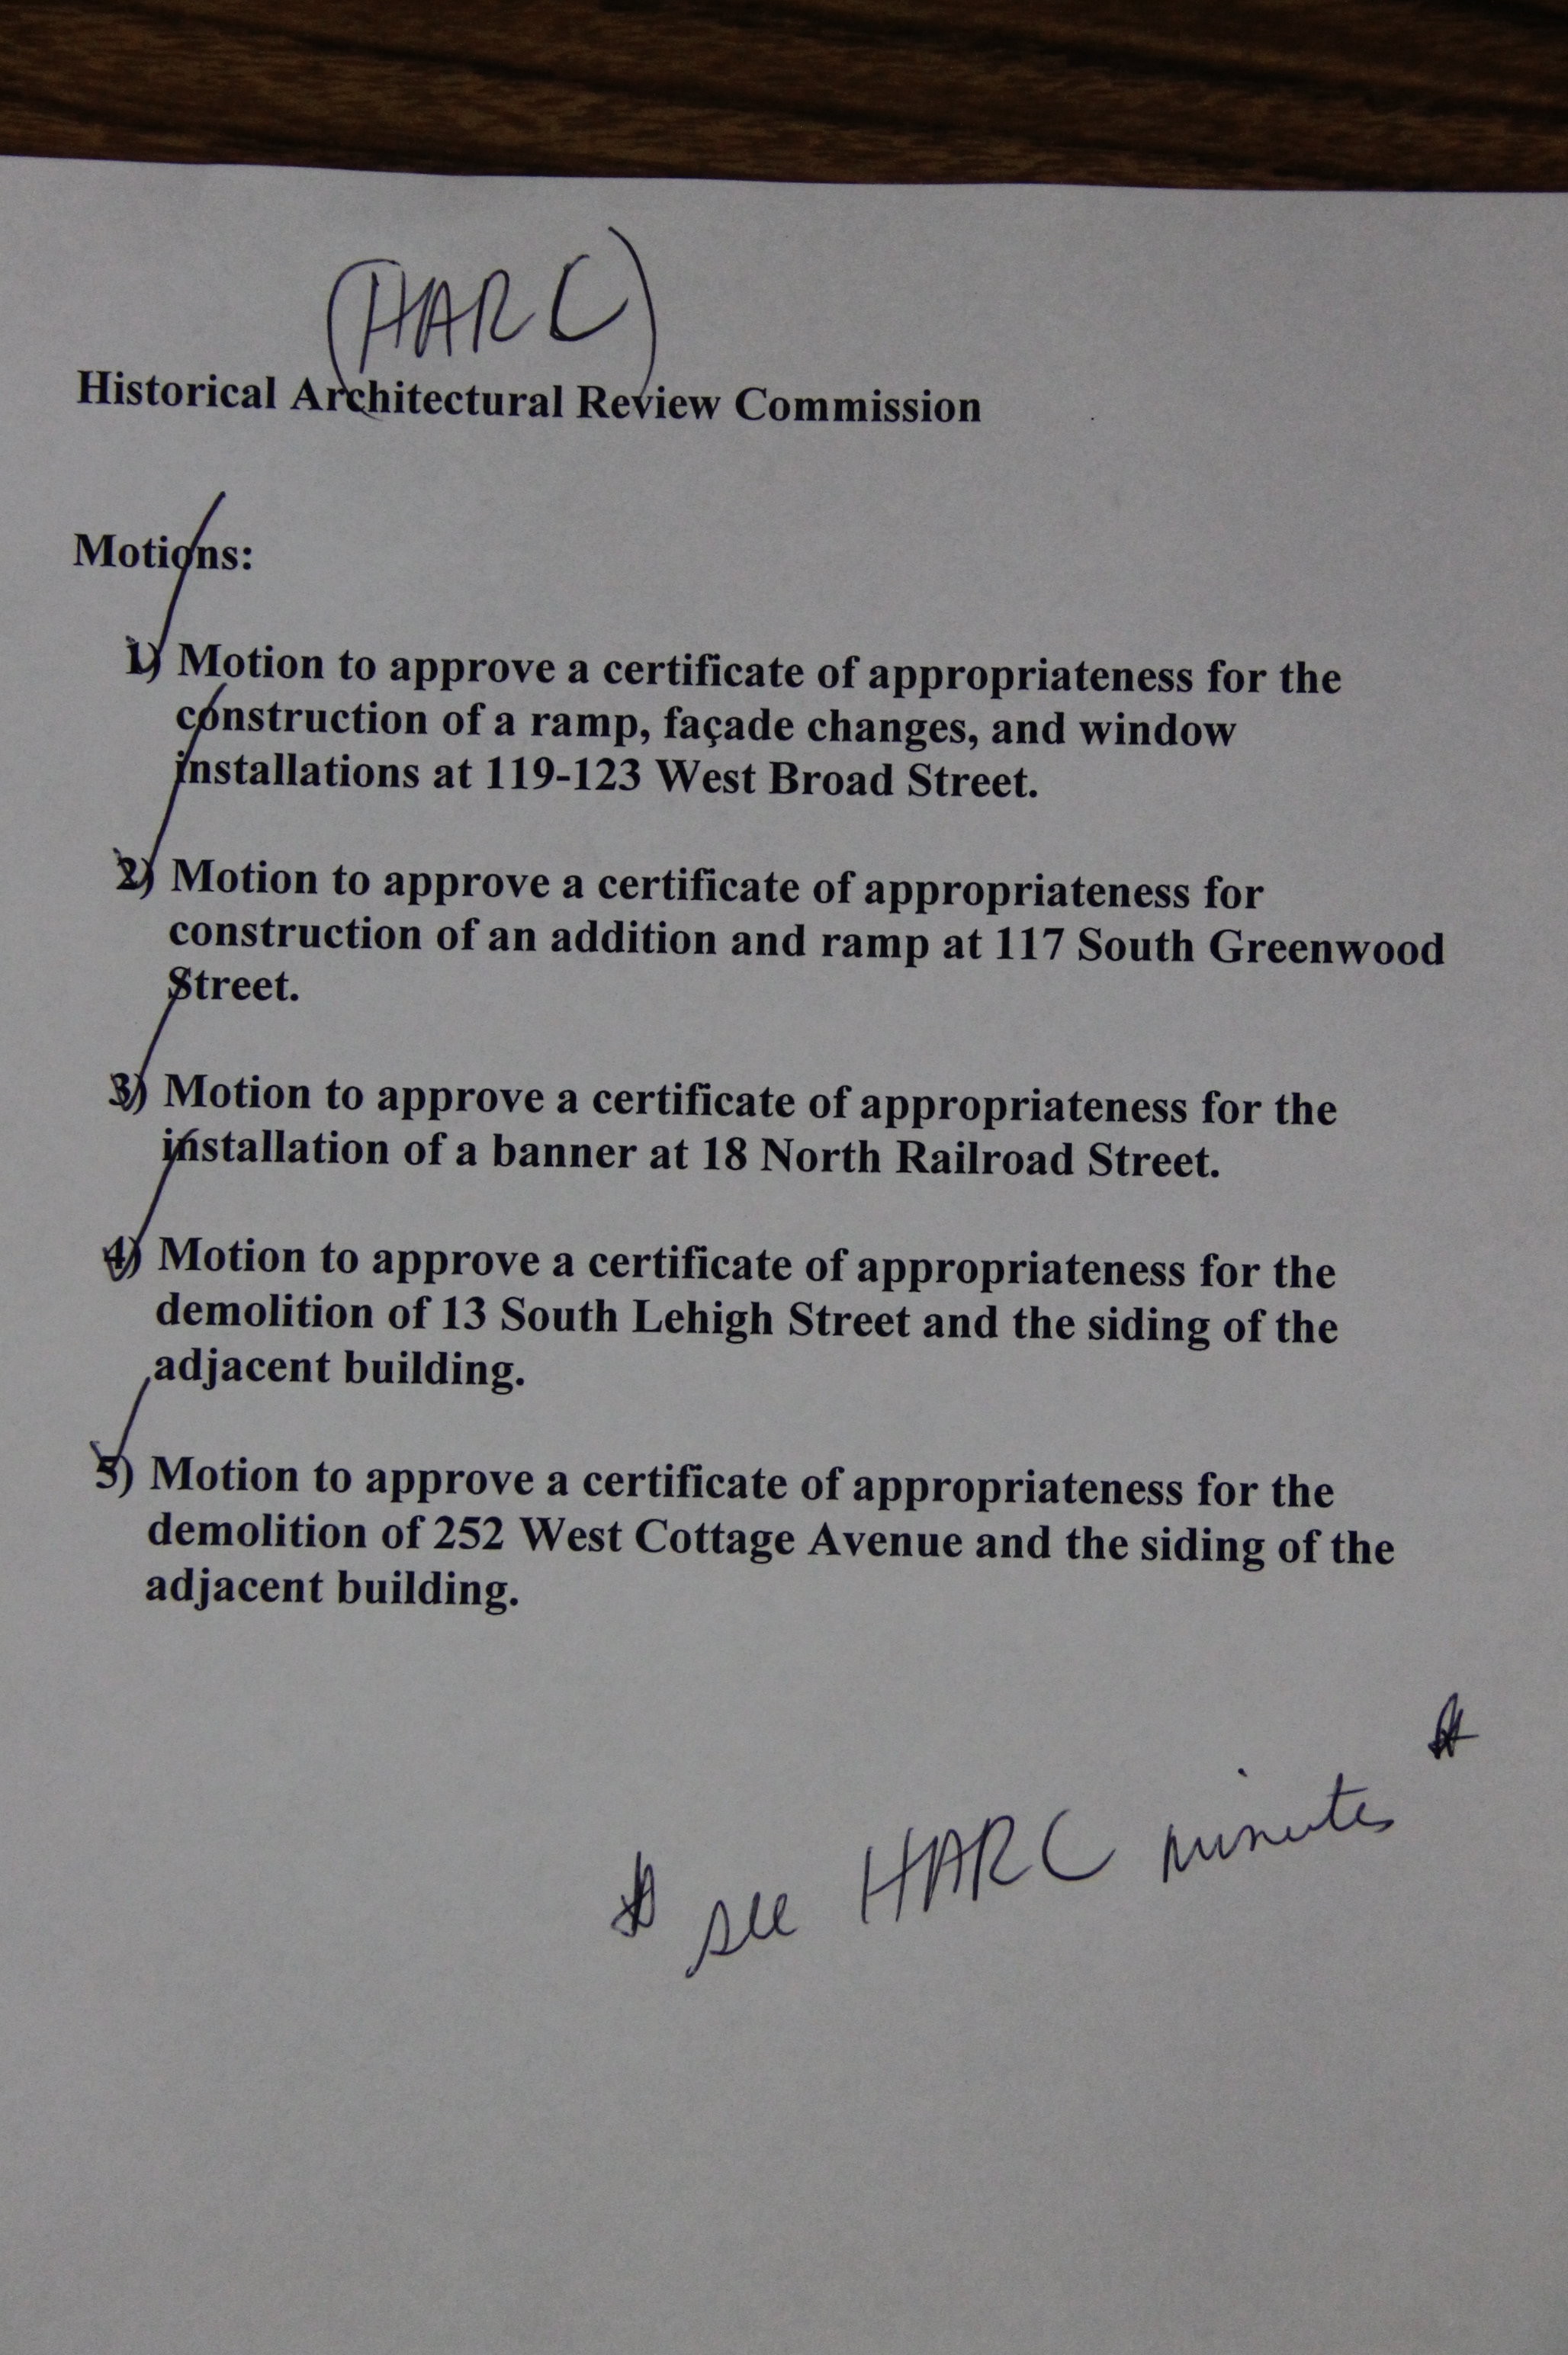 (HARC)
Historical Architectural Review Commission
Motions:
1) Motion to approve a certificate of appropriateness for the
construction of a ramp, façade changes, and window
installations at 119-123 West Broad Street.
2) Motion to approve a certificate of appropriateness for
construction of an addition and ramp at 117 South Greenwood
Street.
3) Motion to approve a certificate of appropriateness for the
installation of a banner at 18 North Railroad Street.
4) Motion to approve a certificate of appropriateness for the
demolition of 13 South Lehigh Street and the siding of the
adjacent building.
5) Motion to approve a certificate of appropriateness for the
demolition of 252 West Cottage Avenue and the siding of the
adjacent building.
* see HARC minutes *